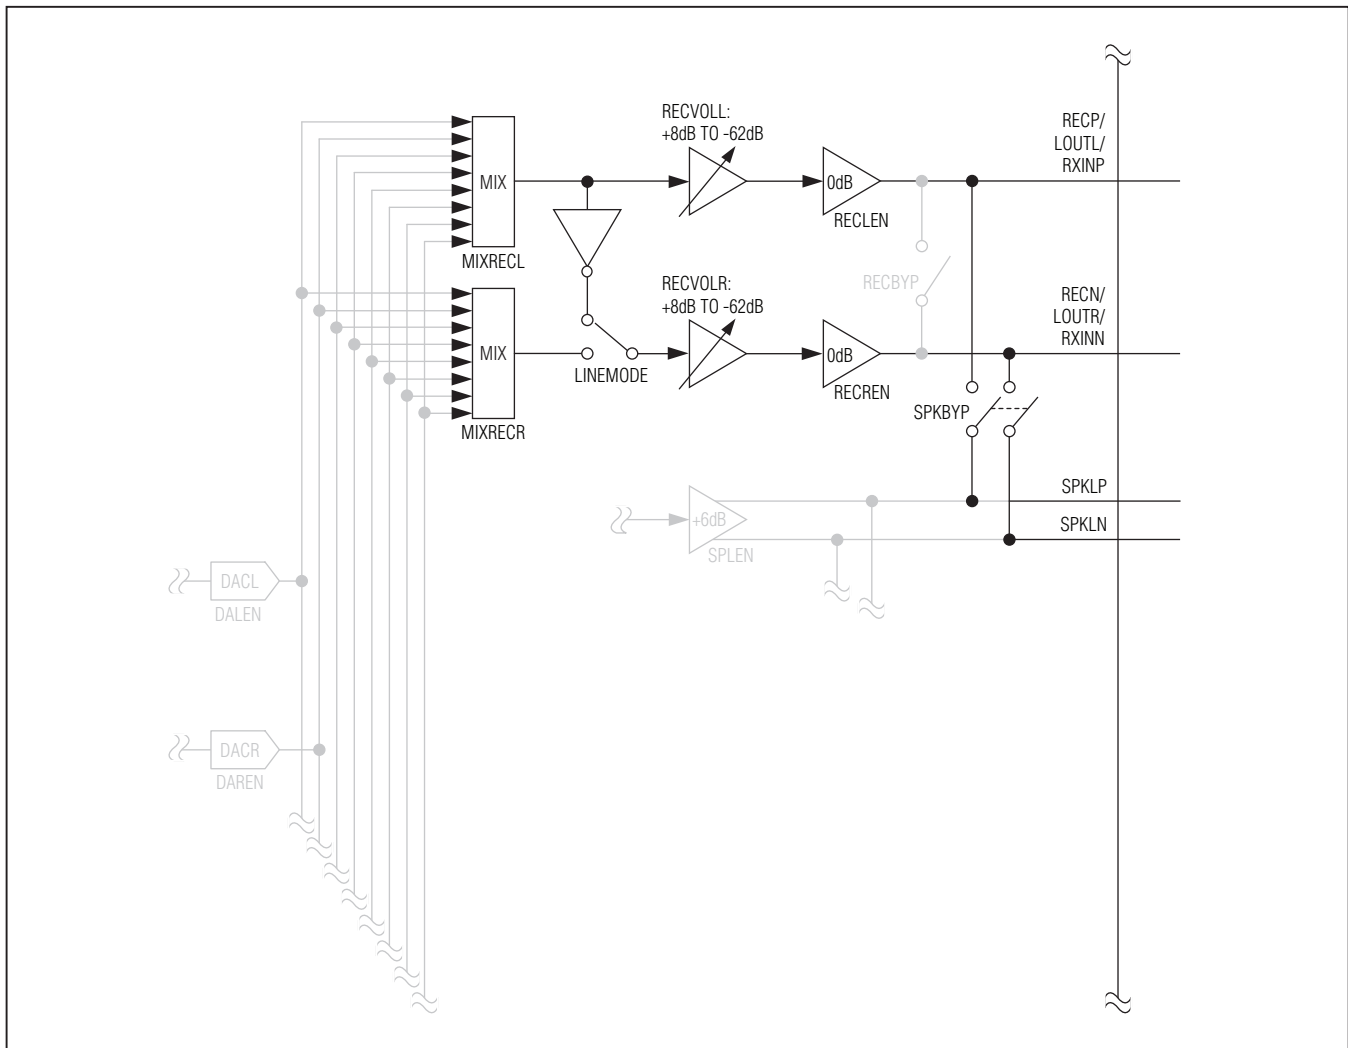 RECVOLL:
+8dB TO -62dB
RECP/
LOUTL/
RXINP
MIX
0dB
RECLEN
MIXRECL
RECVOLR:
+8dB TO -62dB
RECBYP
RECN/
LOUTR/
RXINN
MIX
0dB
LINEMODE
RECREN
SPKBYP
MIXRECR
SPKLP
+6dB
SPKLN
SPLEN
DACL
DALEN
DACR
DAREN